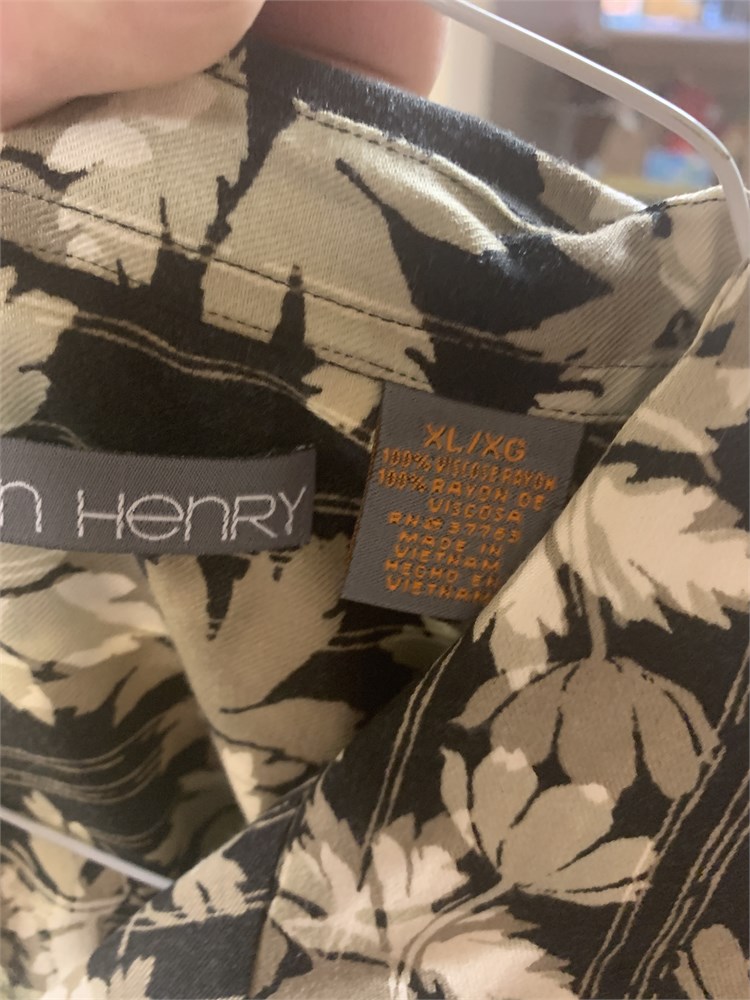 n HenRY
XL/XG
100% VISCOSE RAYON
100% RAYON DE
VISCOSA
RN# 37763
MADE IN
VIETNAM
HECHO EN
VIETNAM